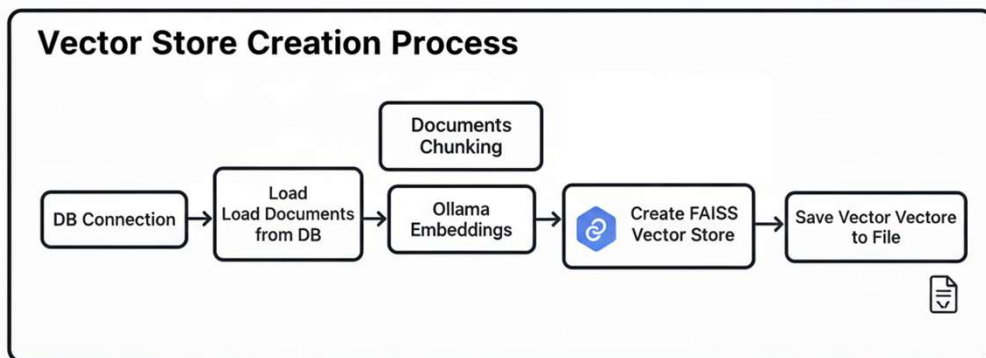 Vector Store Creation Process
Documents
Chunking
DB Connection
Load
Load Documents
from DB
Ollama
Embeddings
Create FAISS
Vector Store
Save Vector Vectore
to File